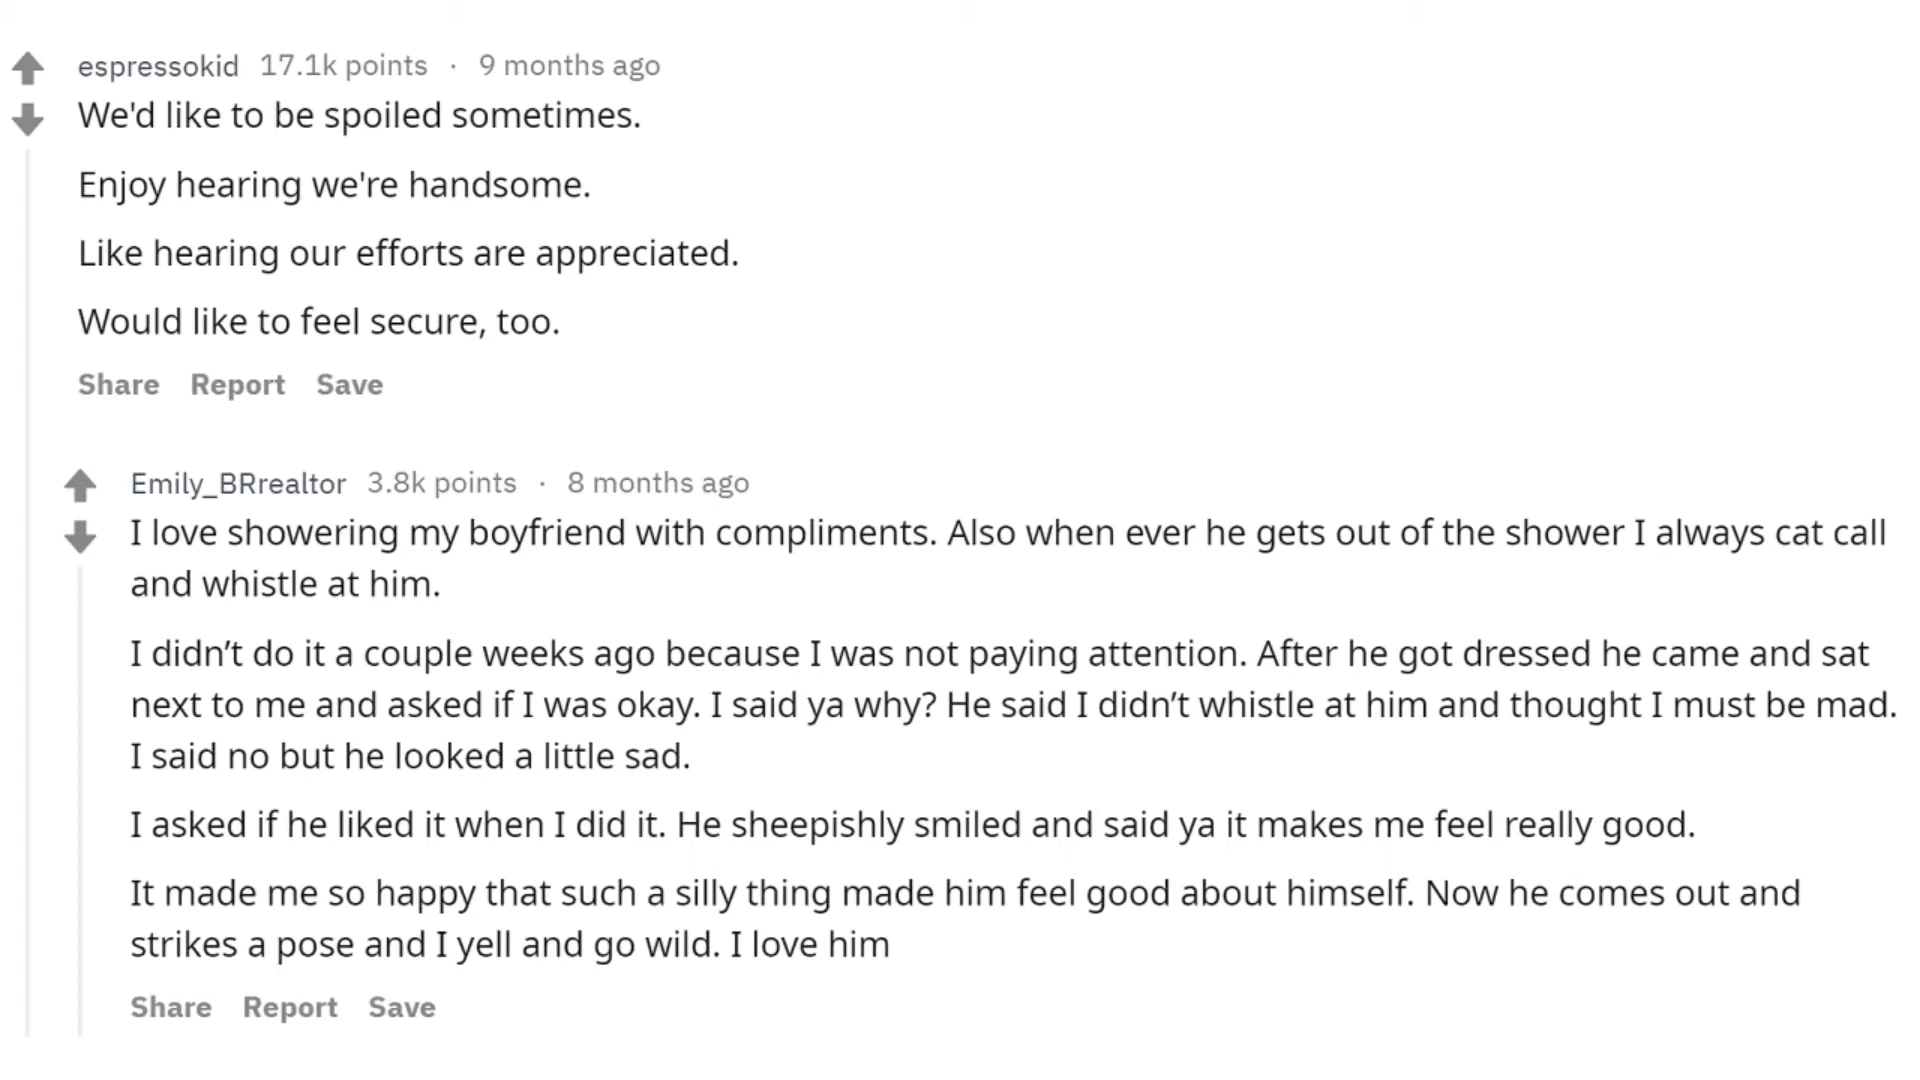 espressokid 17.1k points · 9 months ago
We'd like to be spoiled sometimes.
Enjoy hearing we're handsome.
Like hearing our efforts are appreciated.
Would like to feel secure, too.
Share Report Save
Emily_BRrealtor 3.8k points · 8 months ago
I love showering my boyfriend with compliments. Also when ever he gets out of the shower I always cat call
and whistle at him.
I didn’t do it a couple weeks ago because I was not paying attention. After he got dressed he came and sat
next to me and asked if I was okay. I said ya why? He said I didn’t whistle at him and thought I must be mad.
I said no but he looked a little sad.
I asked if he liked it when I did it. He sheepishly smiled and said ya it makes me feel really good.
It made me so happy that such a silly thing made him feel good about himself. Now he comes out and
strikes a pose and I yell and go wild. I love him
Share Report Save